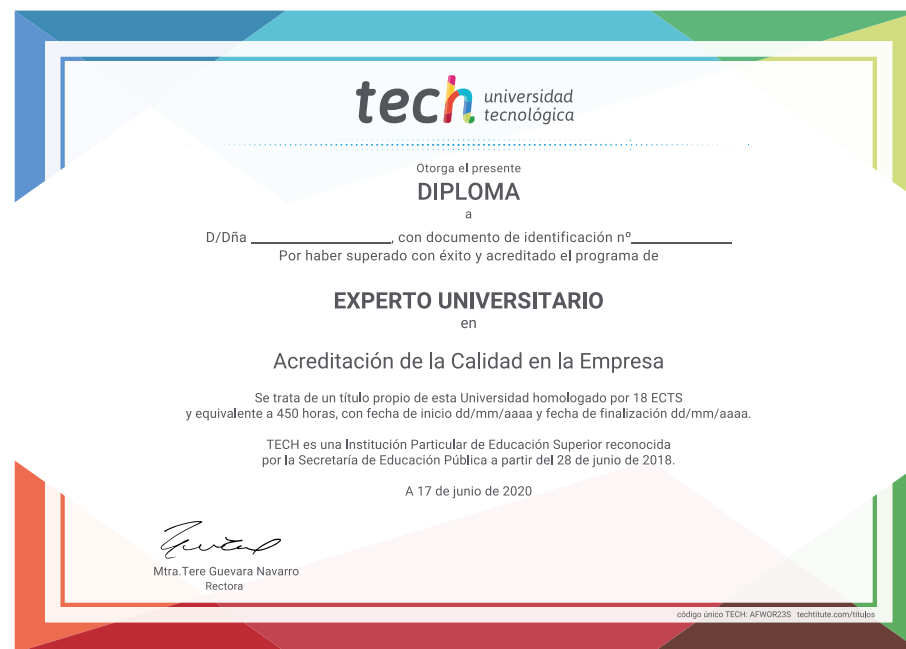 tech universidad
tecnológica
Otorga el presente
DIPLOMA
a
D/Dña ____________________, con documento de identificación nº______________
Por haber superado con éxito y acreditado el programa de
EXPERTO UNIVERSITARIO
en
Acreditación de la Calidad en la Empresa
Se trata de un título propio de esta Universidad homologado por 18 ECTS
y equivalente a 450 horas, con fecha de inicio dd/mm/aaaa y fecha de finalización dd/mm/aaaa.
TECH es una Institución Particular de Educación Superior reconocida
por la Secretaría de Educación Pública a partir del 28 de junio de 2018.
A 17 de junio de 2020
Mtra.Tere Guevara Navarro
Rectora
código único TECH: AFWOR23S techtitute.com/titulos